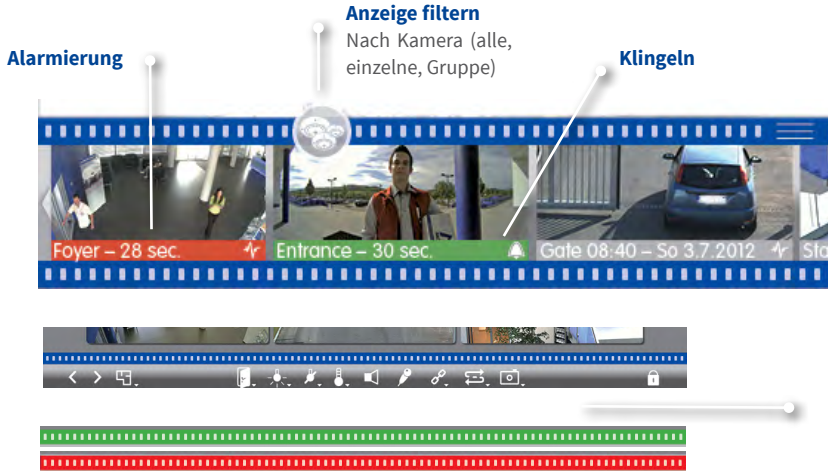 Anzeige filtern
Nach Kamera (alle,
einzelne, Gruppe)
Alarmierung
Klingeln
Foyer – 28 sec.
Entrance – 30 sec.
Gate 08:40 – So 3.7.2012
Sta